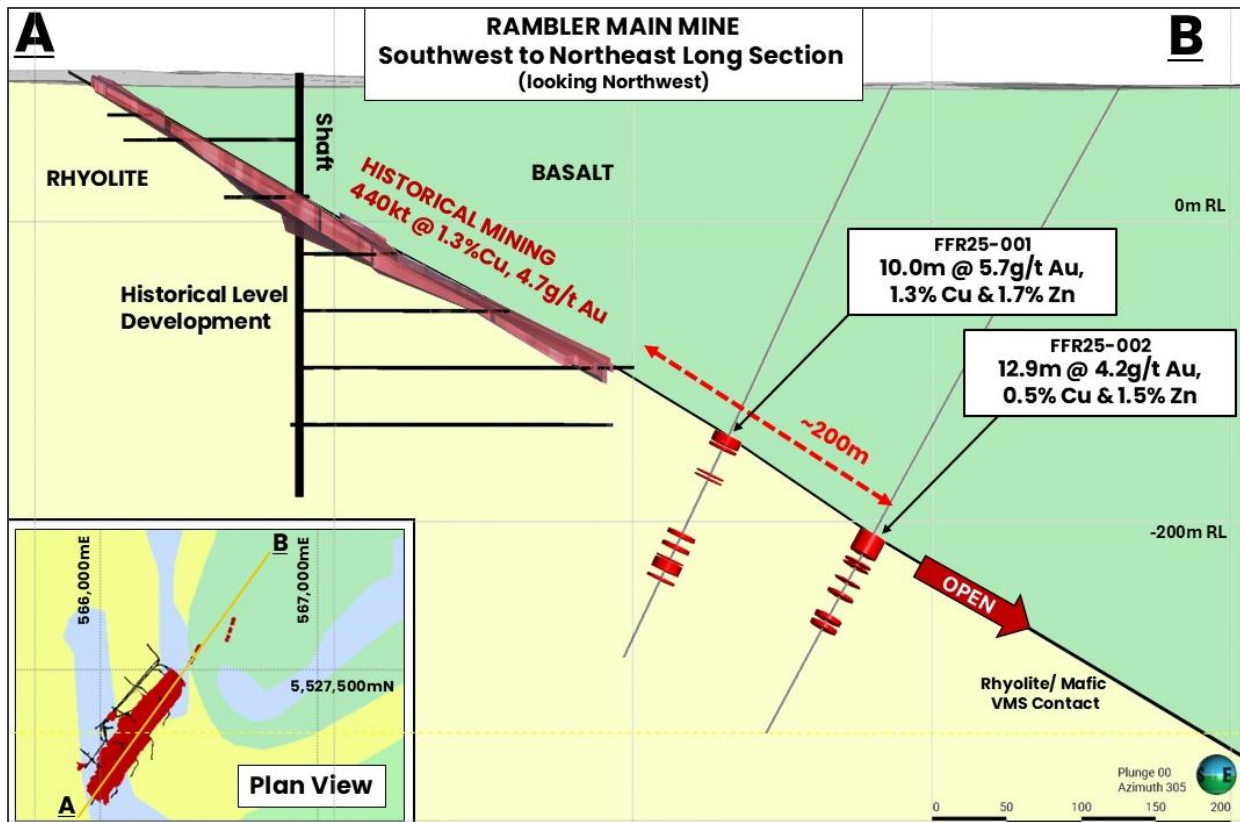 A
RAMBLER MAIN MINE
Southwest to Northeast Long Section
(looking Northwest)
B
Shaft
RHYOLITE
BASALT
HISTORICAL MINING
440kt @ 1.3%Cu, 4.7g/t Au
0m RL
FFR25-001
10.0m @ 5.7g/t Au,
1.3% Cu & 1.7% Zn
Historical Level
Development
FFR25-002
12.9m @ 4.2g/t Au,
0.5% Cu & 1.5% Zn
~200m
-200m RL
OPEN
Rhyolite/ Mafic
VMS Contact
566,000mE
B
567,000mE
5,527,500mN
A
Plan View
Plunge 00
Azimuth 305
E
0 50 100 150 200